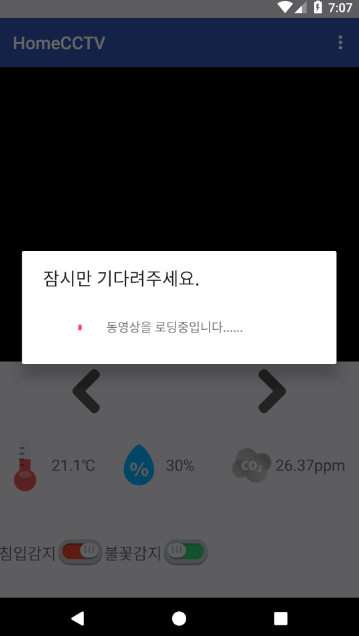 7:07
HomeCCTV
잠시만 기다려주세요.
동영상을 로딩중입니다......
21.1℃ % 30% CO₂ 26.37ppm
침입감지 불꽃감지